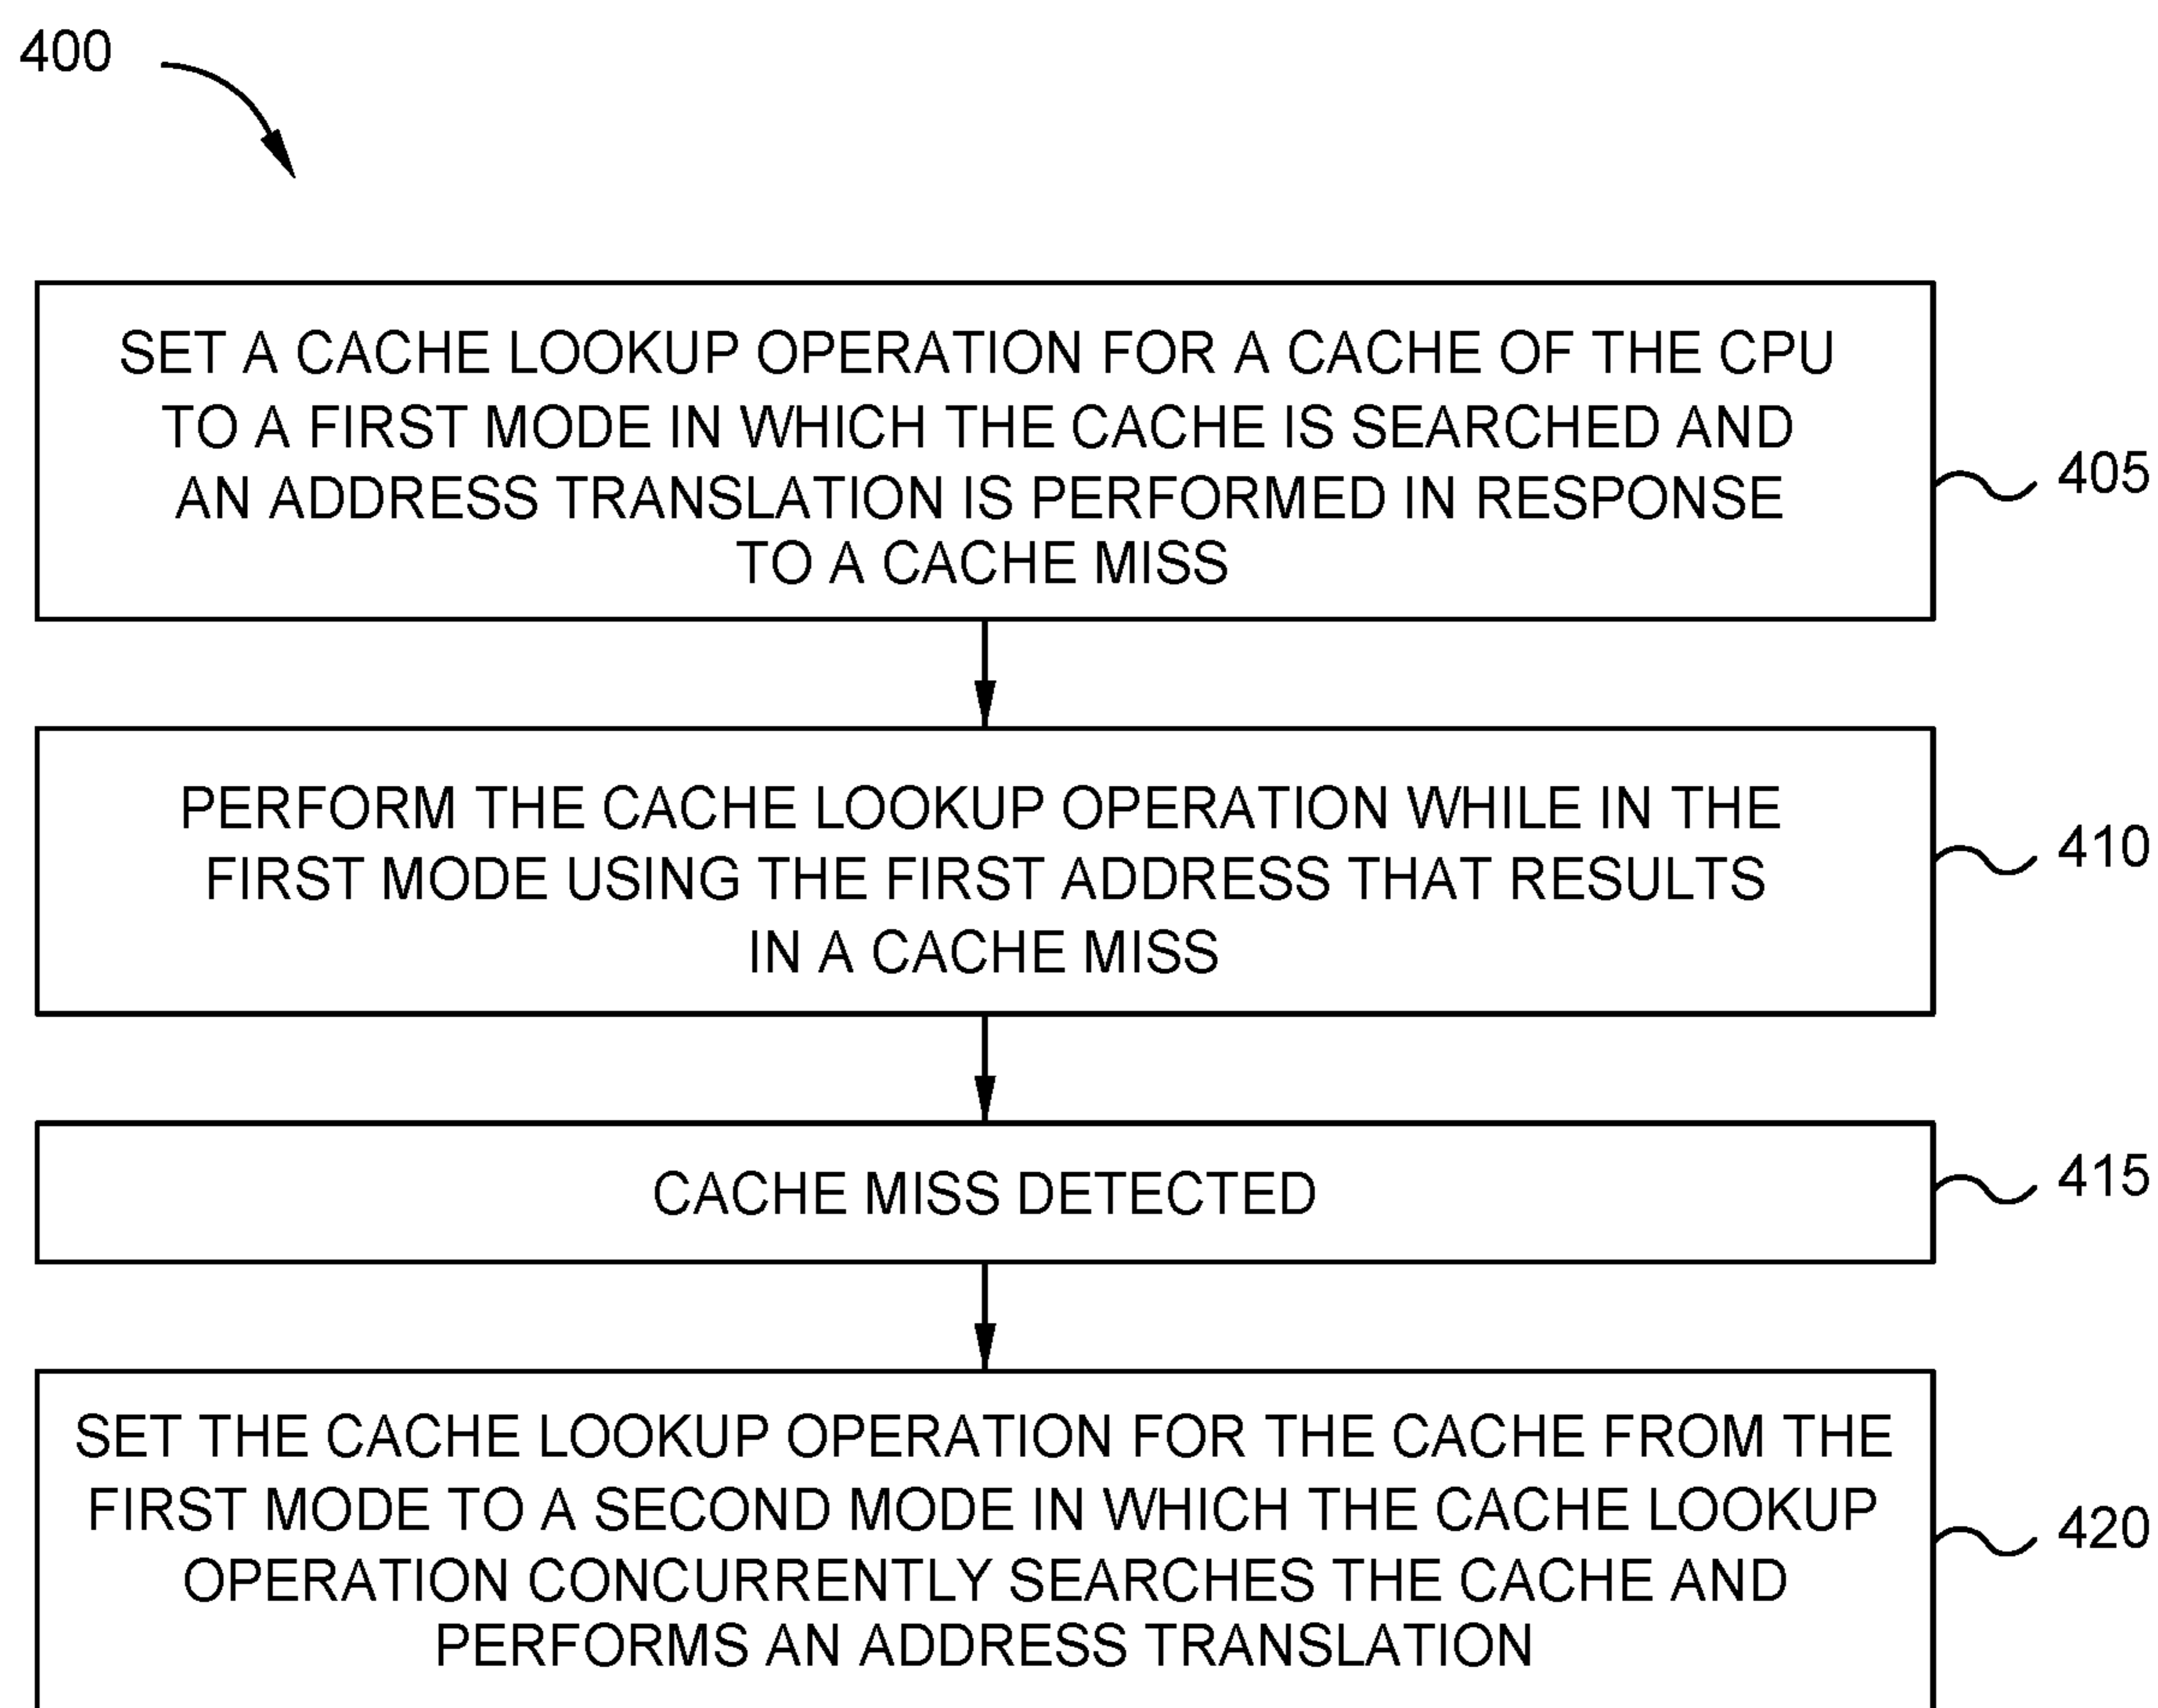 400
SET A CACHE LOOKUP OPERATION FOR A CACHE OF THE CPU
TO A FIRST MODE IN WHICH THE CACHE IS SEARCHED AND
AN ADDRESS TRANSLATION IS PERFORMED IN RESPONSE
TO A CACHE MISS
405
PERFORM THE CACHE LOOKUP OPERATION WHILE IN THE
FIRST MODE USING THE FIRST ADDRESS THAT RESULTS
IN A CACHE MISS
410
CACHE MISS DETECTED
415
SET THE CACHE LOOKUP OPERATION FOR THE CACHE FROM THE
FIRST MODE TO A SECOND MODE IN WHICH THE CACHE LOOKUP
OPERATION CONCURRENTLY SEARCHES THE CACHE AND
PERFORMS AN ADDRESS TRANSLATION
420